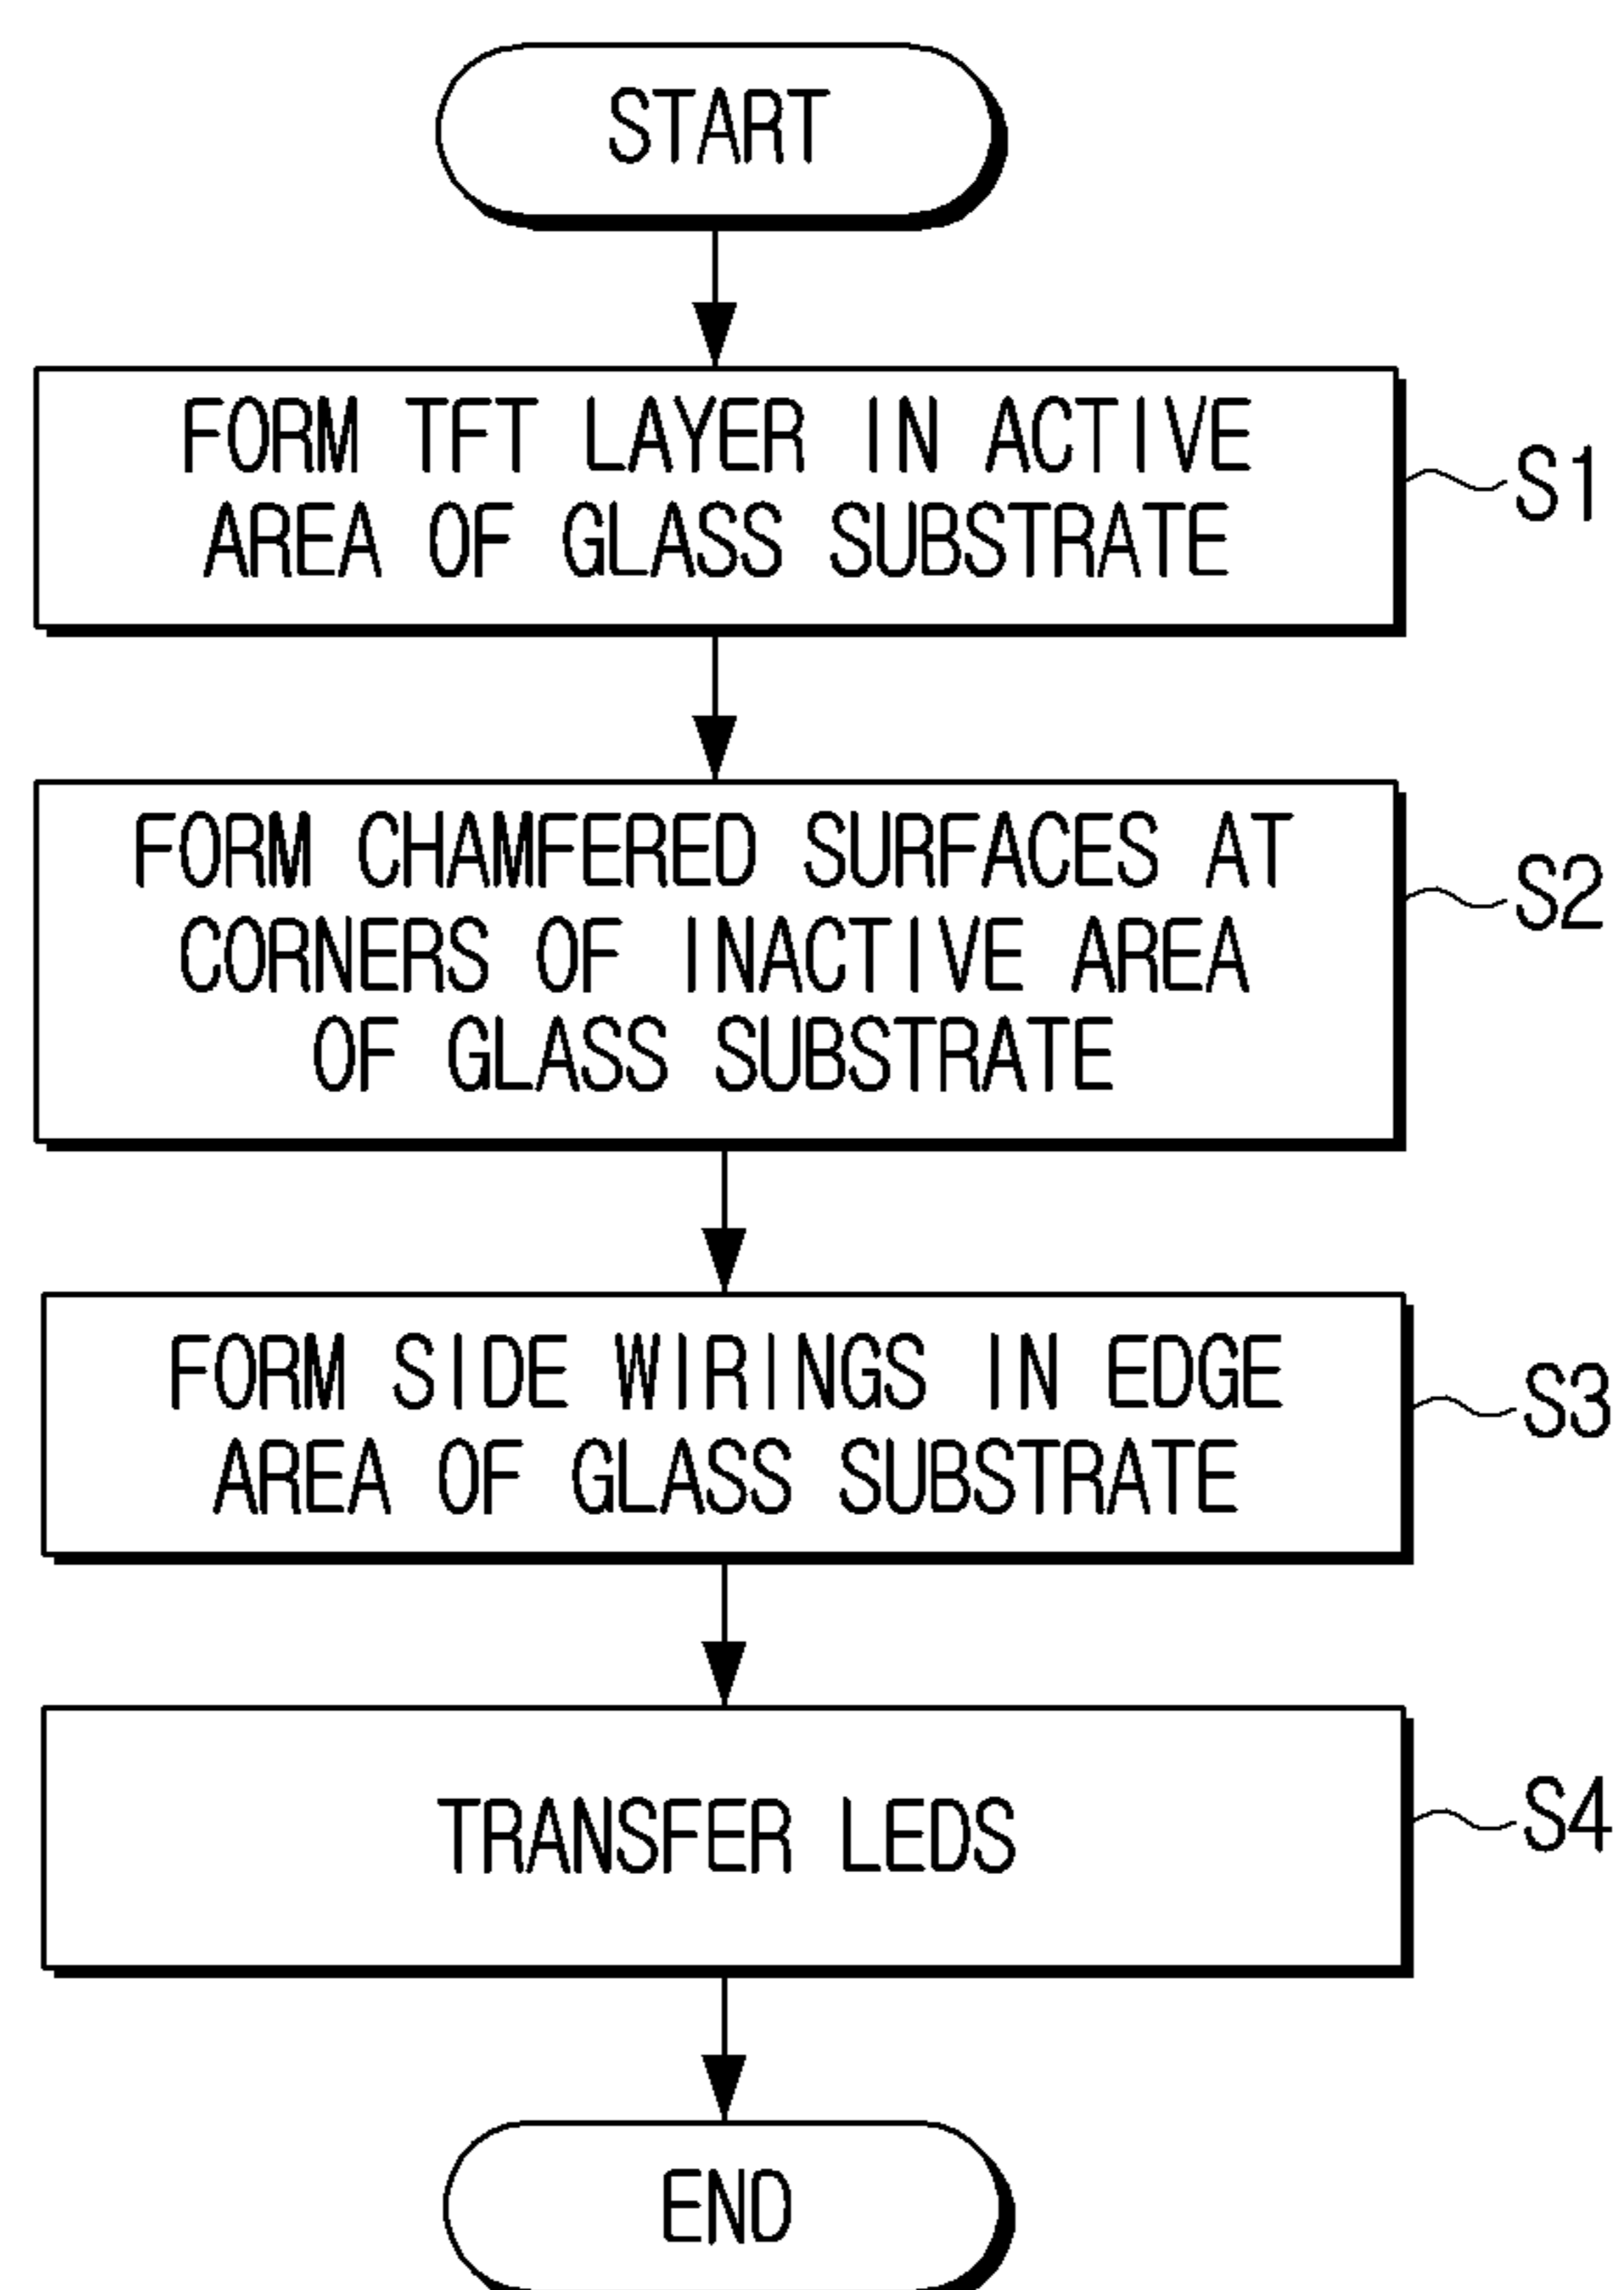 START
FORM TFT LAYER IN ACTIVE
AREA OF GLASS SUBSTRATE
S1
FORM CHAMFERED SURFACES AT
CORNERS OF INACTIVE AREA
OF GLASS SUBSTRATE
S2
FORM SIDE WIRINGS IN EDGE
AREA OF GLASS SUBSTRATE
S3
TRANSFER LEDS
S4
END